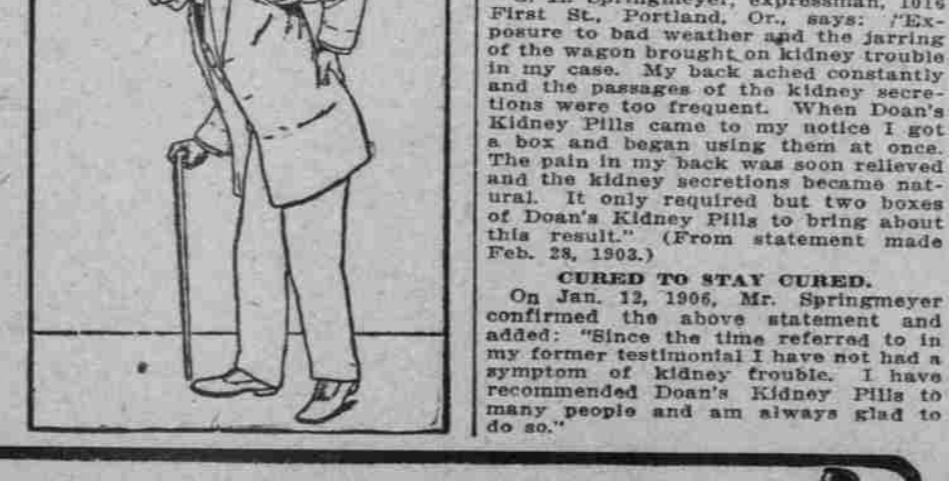 Springmeyer, expressman, 1014
First St., Portland, Or., says: "Ex-
posure to bad weather and the jarring
of the wagon brought on kidney trouble
in my case. My back ached constantly
and the passages of the kidney secre-
tions were too frequent. When Doan's
Kidney Pills came to my notice I got
a box and began using them at once.
The pain in my back was soon relieved
and the kidney secretions became nat-
ural. It only required but two boxes
of Doan's Kidney Pills to bring about
this result." (From statement made
Feb. 28, 1903.)
CURED TO STAY CURED.
On Jan. 12, 1906, Mr. Springmeyer
confirmed the above statement and
added: "Since the time referred to in
my former testimonial I have not had a
symptom of kidney trouble. I have
recommended Doan's Kidney Pills to
many people and am always glad to
do so."